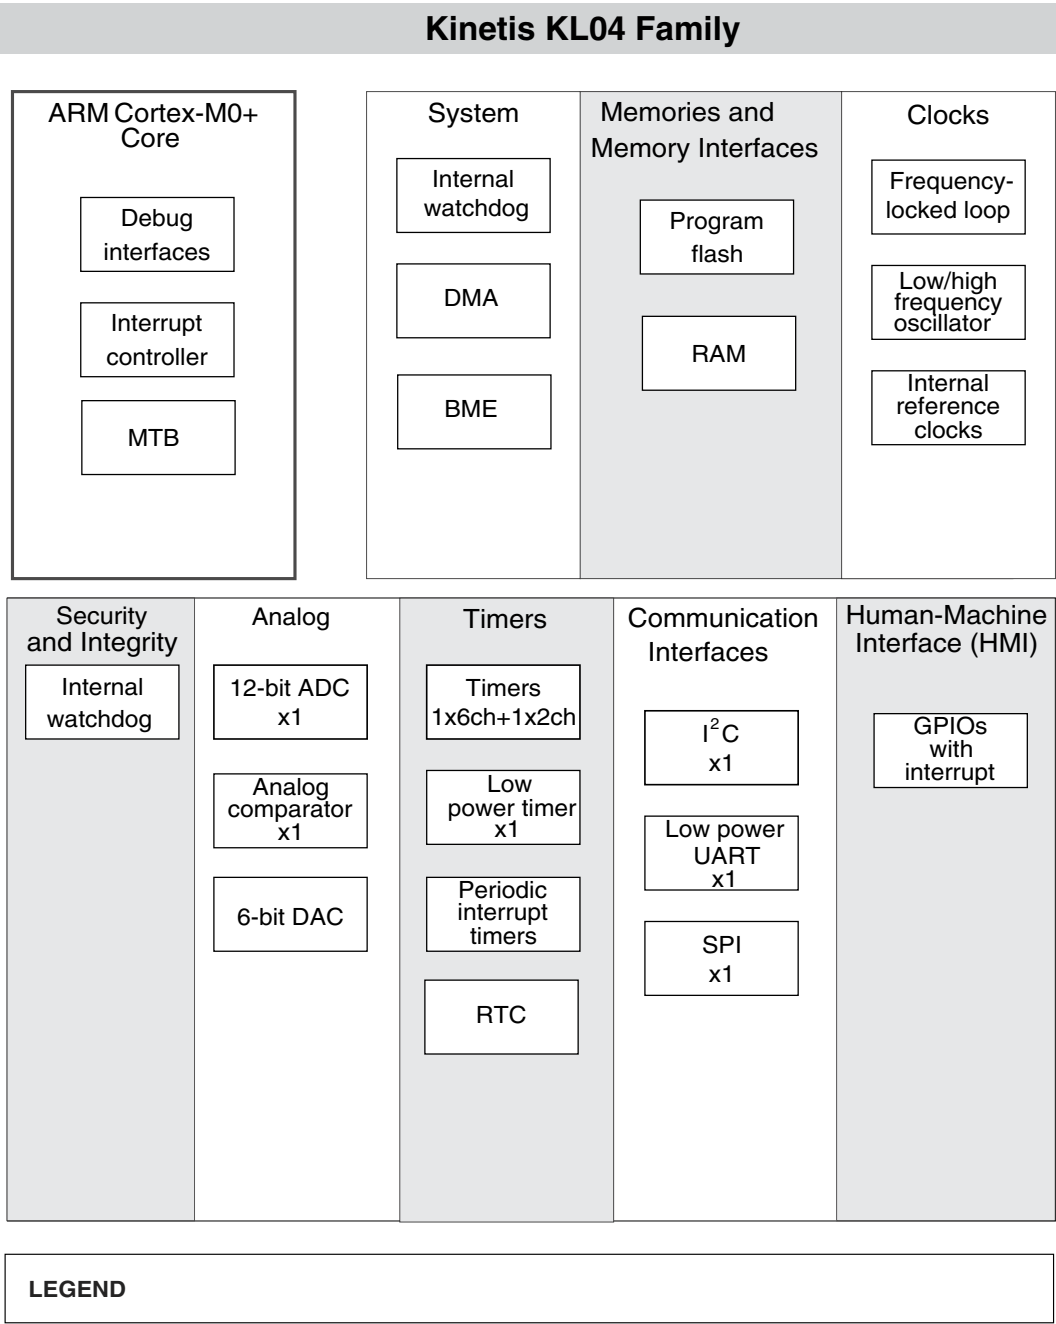 Kinetis KL04 Family
ARM Cortex-M0+
Core
Debug
interfaces
Interrupt
controller
MTB
System
Internal
watchdog
DMA
BME
Memories and
Memory Interfaces
Program
flash
RAM
Clocks
Frequency-
locked loop
Low/high
frequency
oscillator
Internal
reference
clocks
Security
and Integrity
Internal
watchdog
Analog
12-bit ADC
x1
Analog
comparator
x1
6-bit DAC
Timers
Timers
1x6ch+1x2ch
Low
power timer
x1
Periodic
interrupt
timers
RTC
Communication
Interfaces
I²C
x1
Low power
UART
x1
SPI
x1
Human-Machine
Interface (HMI)
GPIOs
with
interrupt
LEGEND